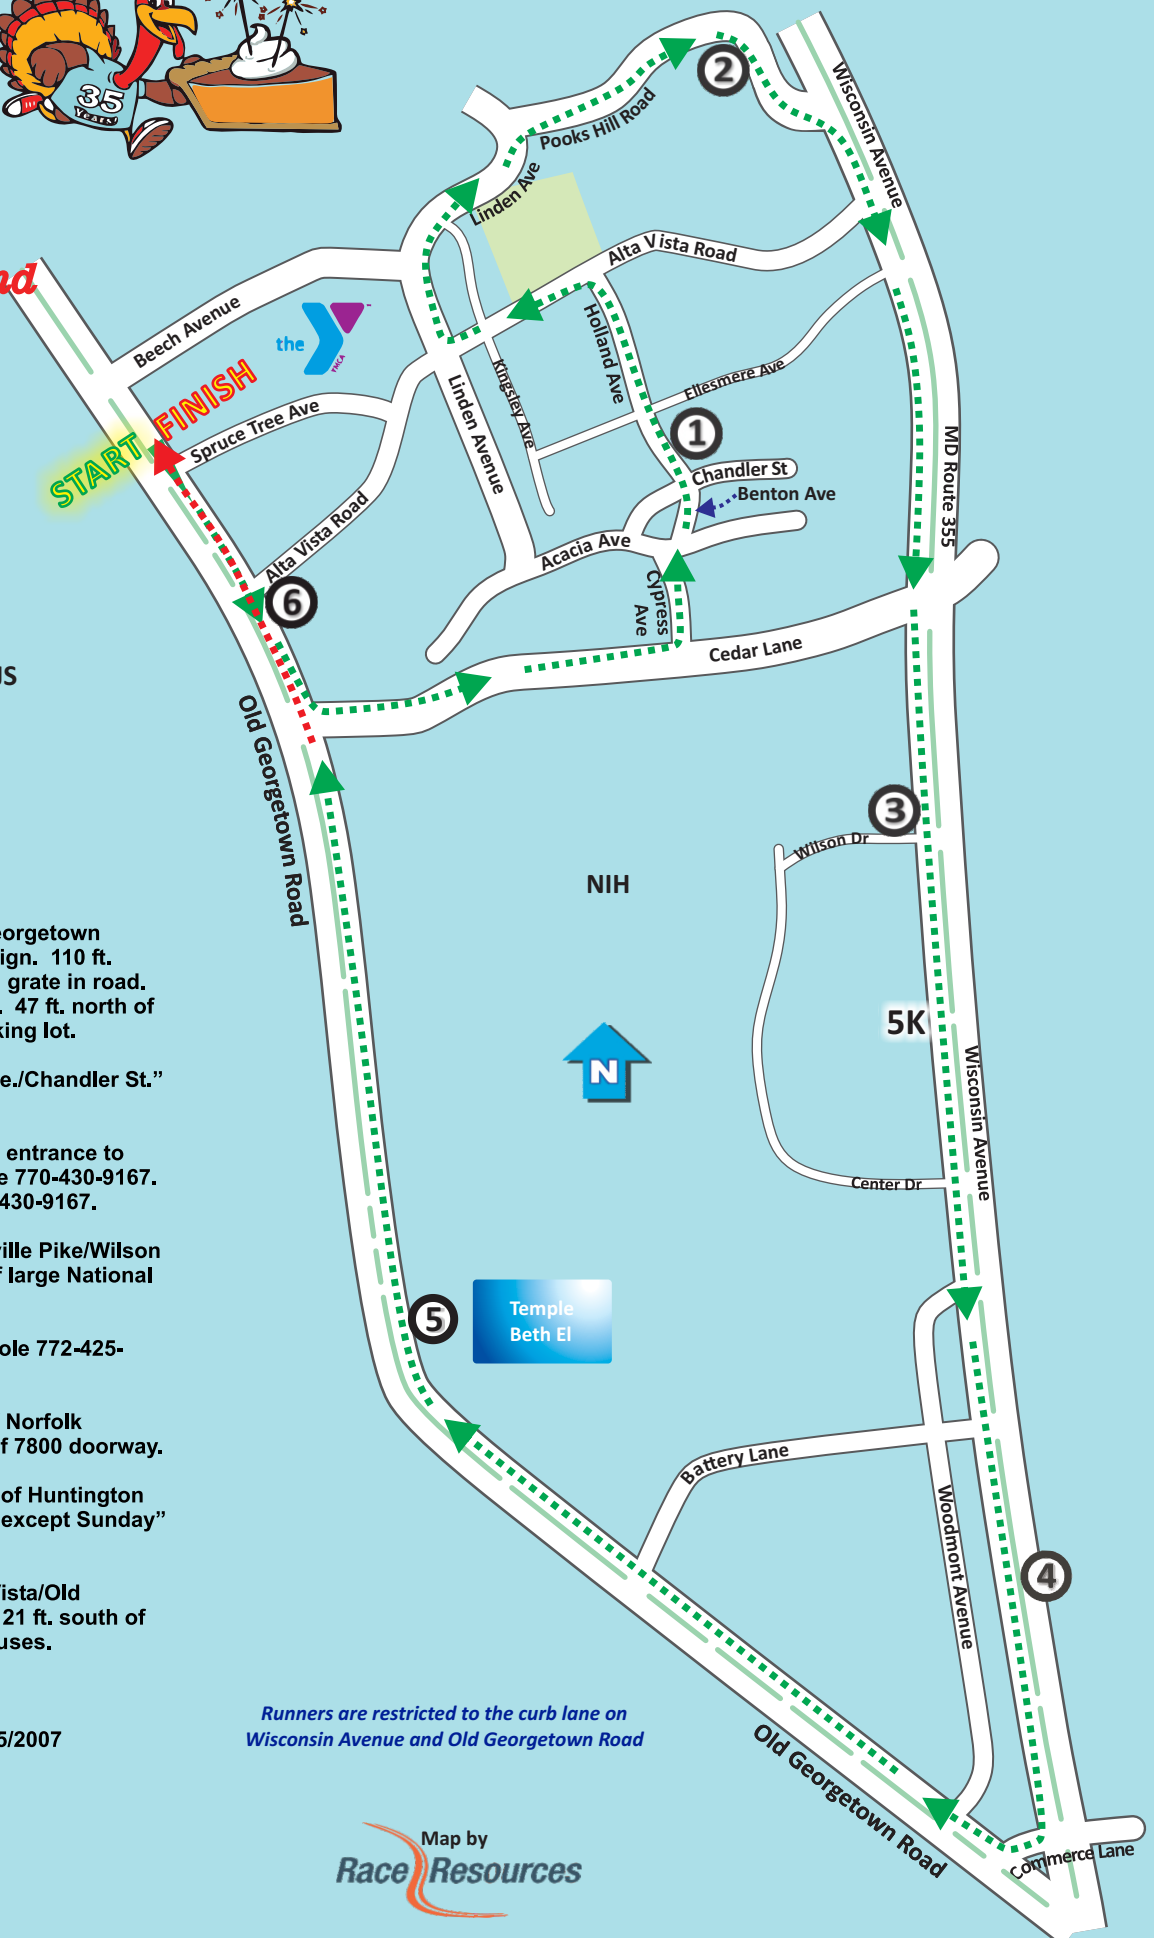 35
YEARS!
Wisconsin Avenue
2
Pooks Hill Road
Linden Ave
Alta Vista Road
Beech Avenue
the
YMCA
™
START
FINISH
Spruce Tree Ave
Holland Ave
Kingsley Ave
Linden Avenue
Ellesmere Ave
1
Chandler St
Benton Ave
MD Route 355
Alta Vista Road
Acacia Ave
Cypress
Ave
6
Cedar Lane
Old Georgetown Road
3
Wilson Dr
NIH
5K
N
Wisconsin Avenue
Center Dr
eorgetown
ign. 110 ft.
grate in road.
. 47 ft. north of
king lot.
e./Chandler St.”
entrance to
e 770-430-9167.
430-9167.
ville Pike/Wilson
f large National
ole 772-425-
Norfolk
f 7800 doorway.
of Huntington
except Sunday”
ista/Old
21 ft. south of
uses.
5/2007
5
Temple
Beth El
Battery Lane
Woodmont Avenue
4
Runners are restricted to the curb lane on
Wisconsin Avenue and Old Georgetown Road
Old Georgetown Road
Commerce Lane
Map by
Race Resources